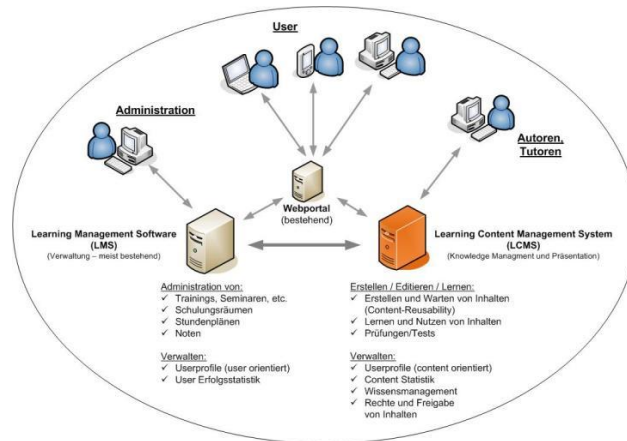 User
Administration
Autoren,
Tutoren
Webportal
(bestehend)
Learning Management Software
(LMS)
(Verwaltung – meist bestehend)
Learning Content Management System
(LCMS)
(Knowledge Managment und Präsentation)
Administration von:
✓ Trainings, Seminaren, etc.
✓ Schulungsräumen
✓ Stundenplänen
✓ Noten
Verwalten:
✓ Userprofile (user orientiert)
✓ User Erfolgsstatistik
Erstellen / Editieren / Lernen:
✓ Erstellen und Warten von Inhalten
(Content-Reusability)
✓ Lernen und Nutzen von Inhalten
✓ Prüfungen/Tests
Verwalten:
✓ Userprofile (content orientiert)
✓ Content Statistik
✓ Wissensmanagement
✓ Rechte und Freigabe
von Inhalten